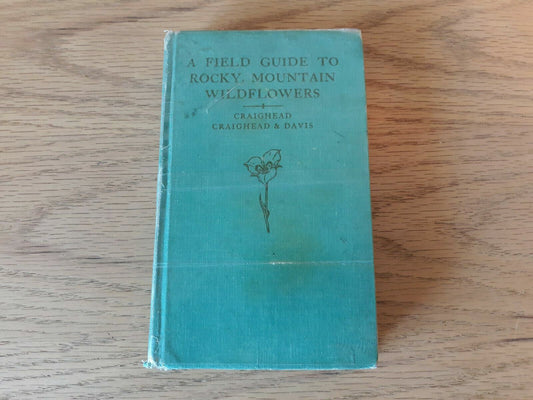 A FIELD GUIDE TO
ROCKY MOUNTAIN
WILDFLOWERS
CRAIGHEAD
CRAIGHEAD & DAVIS